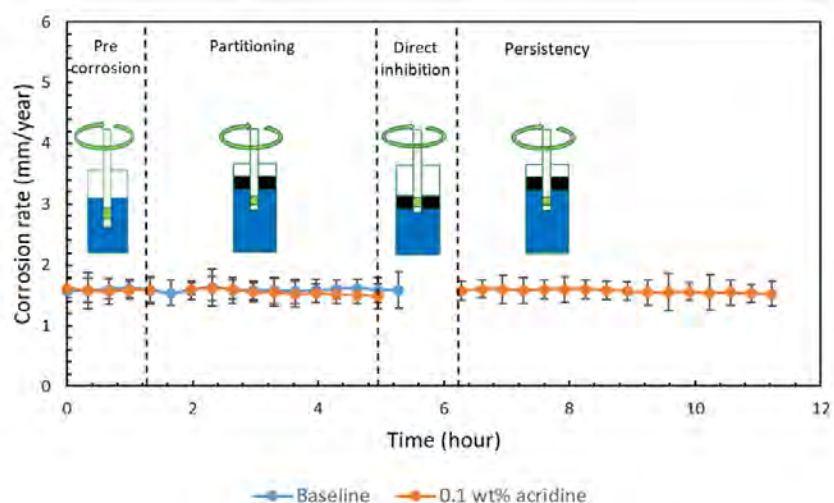 6
5
4
3
2
1
0
Corrosion rate (mm/year)
Pre
corrosion
Partitioning
Direct
inhibition
Persistency
0 2 4 6 8 10 12
Time (hour)
Baseline 0.1 wt% acridine